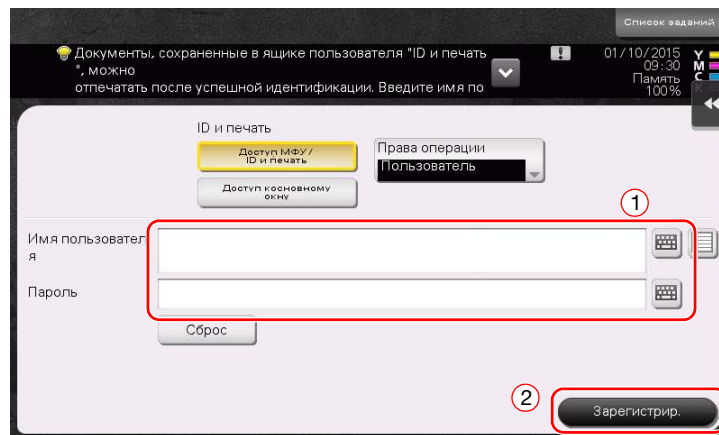 Список заданий
Документы, сохраненные в ящике пользователя "ID и печать
", можно
отпечатать после успешной идентификации. Введите имя по
01/10/2015
09:30
Память
100%
Y
M
C
K
ID и печать
Доступ МФУ/
ID и печать
Доступ косновному
окну
Права операции
Пользователь
1
Имя пользовател
я
Пароль
Сброс
2
Зарегистрир.